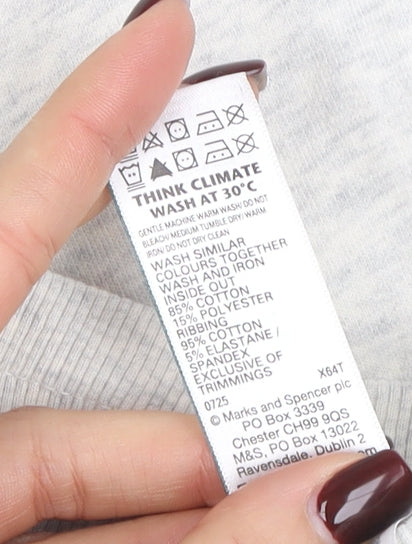 THINK CLIMATE
WASH AT 30°C
GENTLE MACHINE WARM WASH/ DO NOT
BLEACH/ MEDIUM TUMBLE DRY/ WARM
IRON/ DO NOT DRY CLEAN
WASH SIMILAR
COLOURS TOGETHER
WASH AND IRON
INSIDE OUT
85% COTTON
15% POLYESTER
RIBBING
95% COTTON
5% ELASTANE /
SPANDEX
EXCLUSIVE OF
TRIMMINGS
0725 X64T
© Marks and Spencer plc
PO Box 3339
Chester CH99 9QS
M&S, PO Box 13022
Ravensdale, Dublin 2